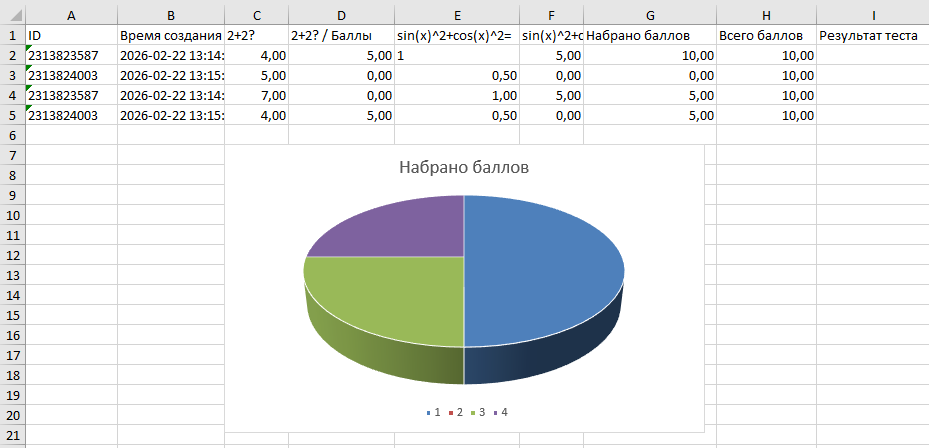 A B C D E F G H I
1 ID Время создания 2+2? 2+2? / Баллы sin(x)^2+cos(x)^2= sin(x)^2+c Набрано баллов Всего баллов Результат теста
2 2313823587 2026-02-22 13:14: 4,00 5,00 1 5,00 10,00 10,00
3 2313824003 2026-02-22 13:15: 5,00 0,00 0,50 0,00 0,00 10,00
4 2313823587 2026-02-22 13:14: 7,00 0,00 1,00 5,00 5,00 10,00
5 2313824003 2026-02-22 13:15: 4,00 5,00 0,50 0,00 5,00 10,00
6
7
8
9
10
11
12
13
14
15
16
17
18
19
20
21
Набрано баллов
1 2 3 4